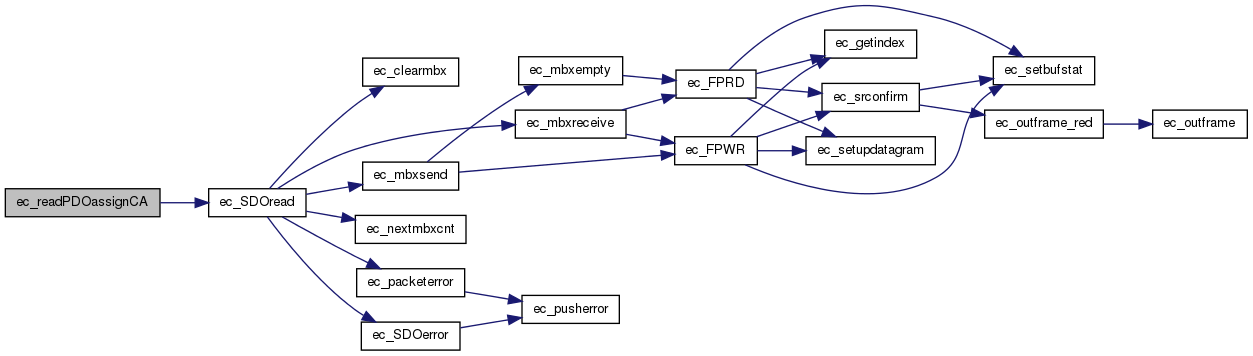 ec_readPDOassignCA
ec_SDOread
ec_clearmbx
ec_mbxreceive
ec_mbxsend
ec_nextmbxcnt
ec_packeterror
ec_SDOerror
ec_mbxempty
ec_pusherror
ec_FPRD
ec_FPWR
ec_getindex
ec_srconfirm
ec_setupdatagram
ec_setbufstat
ec_outframe_red
ec_outframe